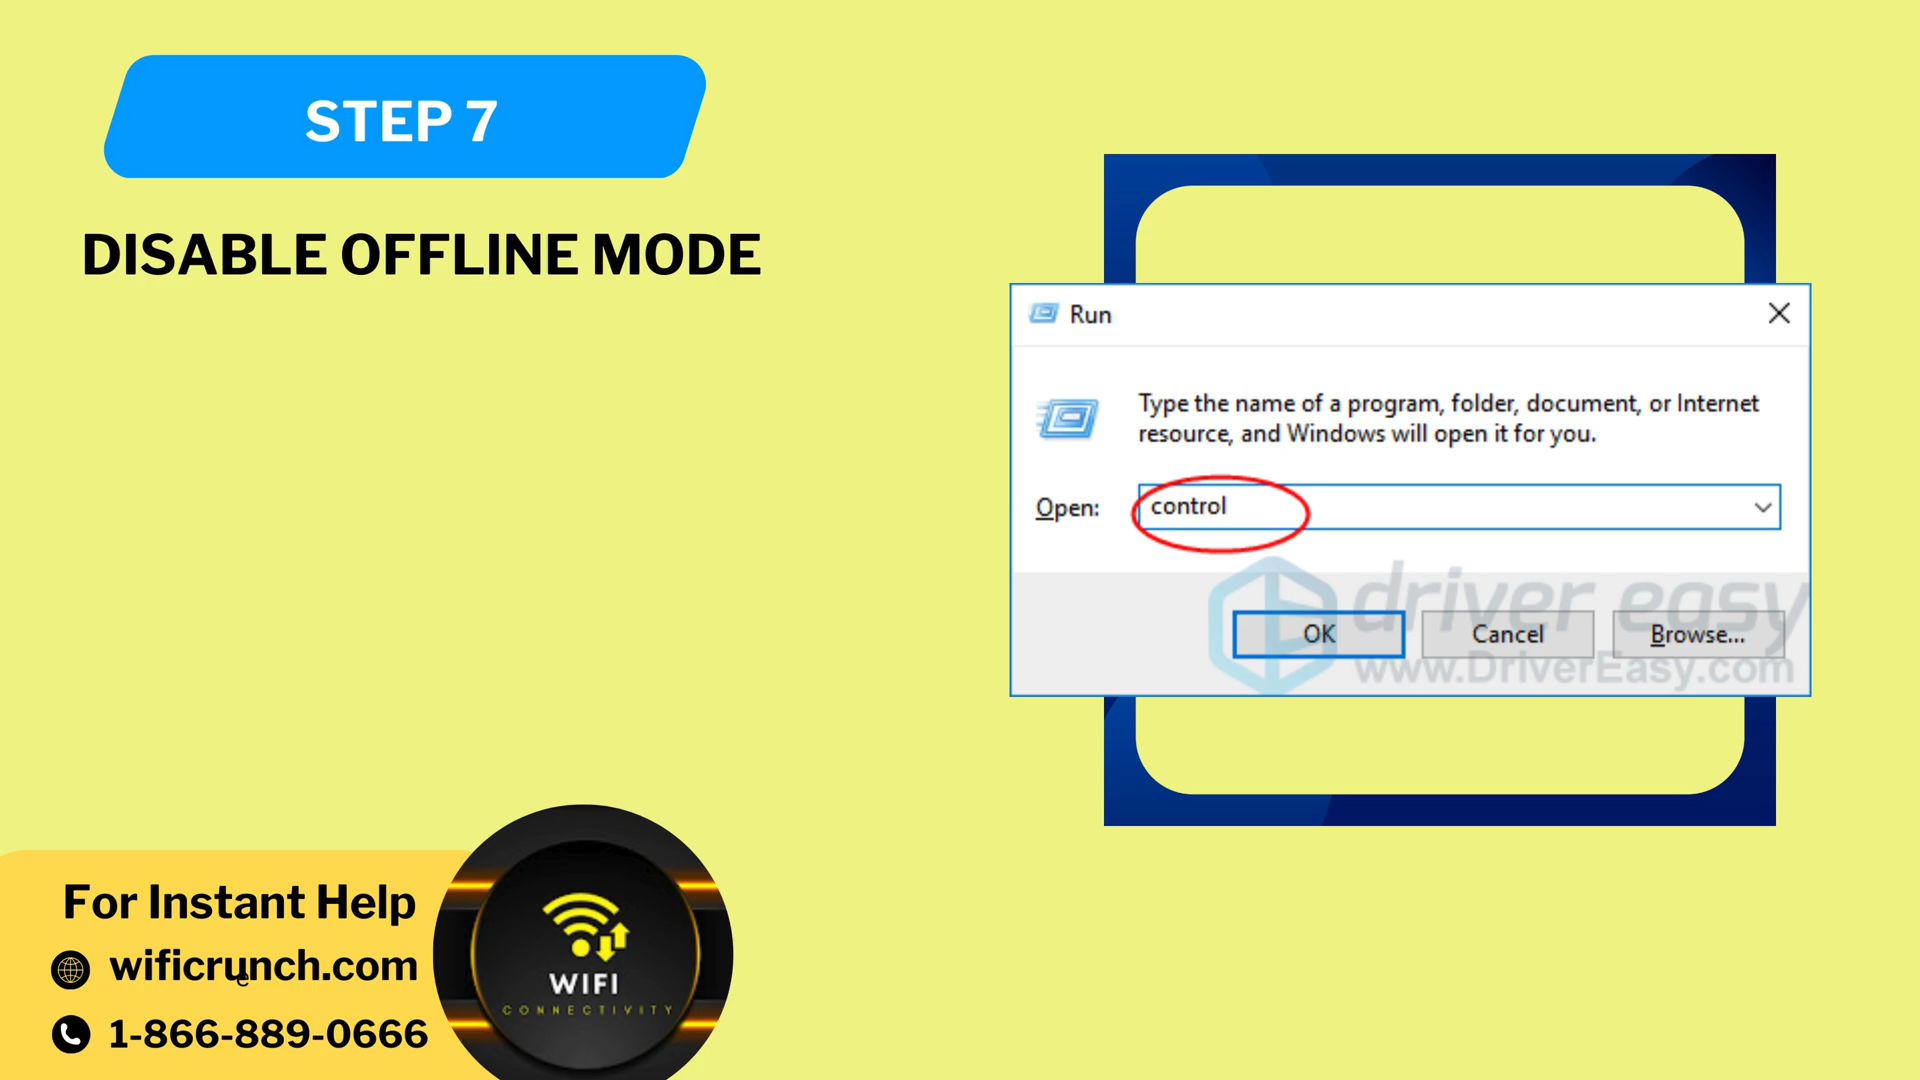 STEP 7
DISABLE OFFLINE MODE
Run
Type the name of a program, folder, document, or Internet
resource, and Windows will open it for you.
Open:
control
driver easy
OK
Cancel
Browse...
www.DriverEasy.com
For Instant Help
wificrunch.com
e
1-866-889-0666
WIFI
CONNECTIVITY